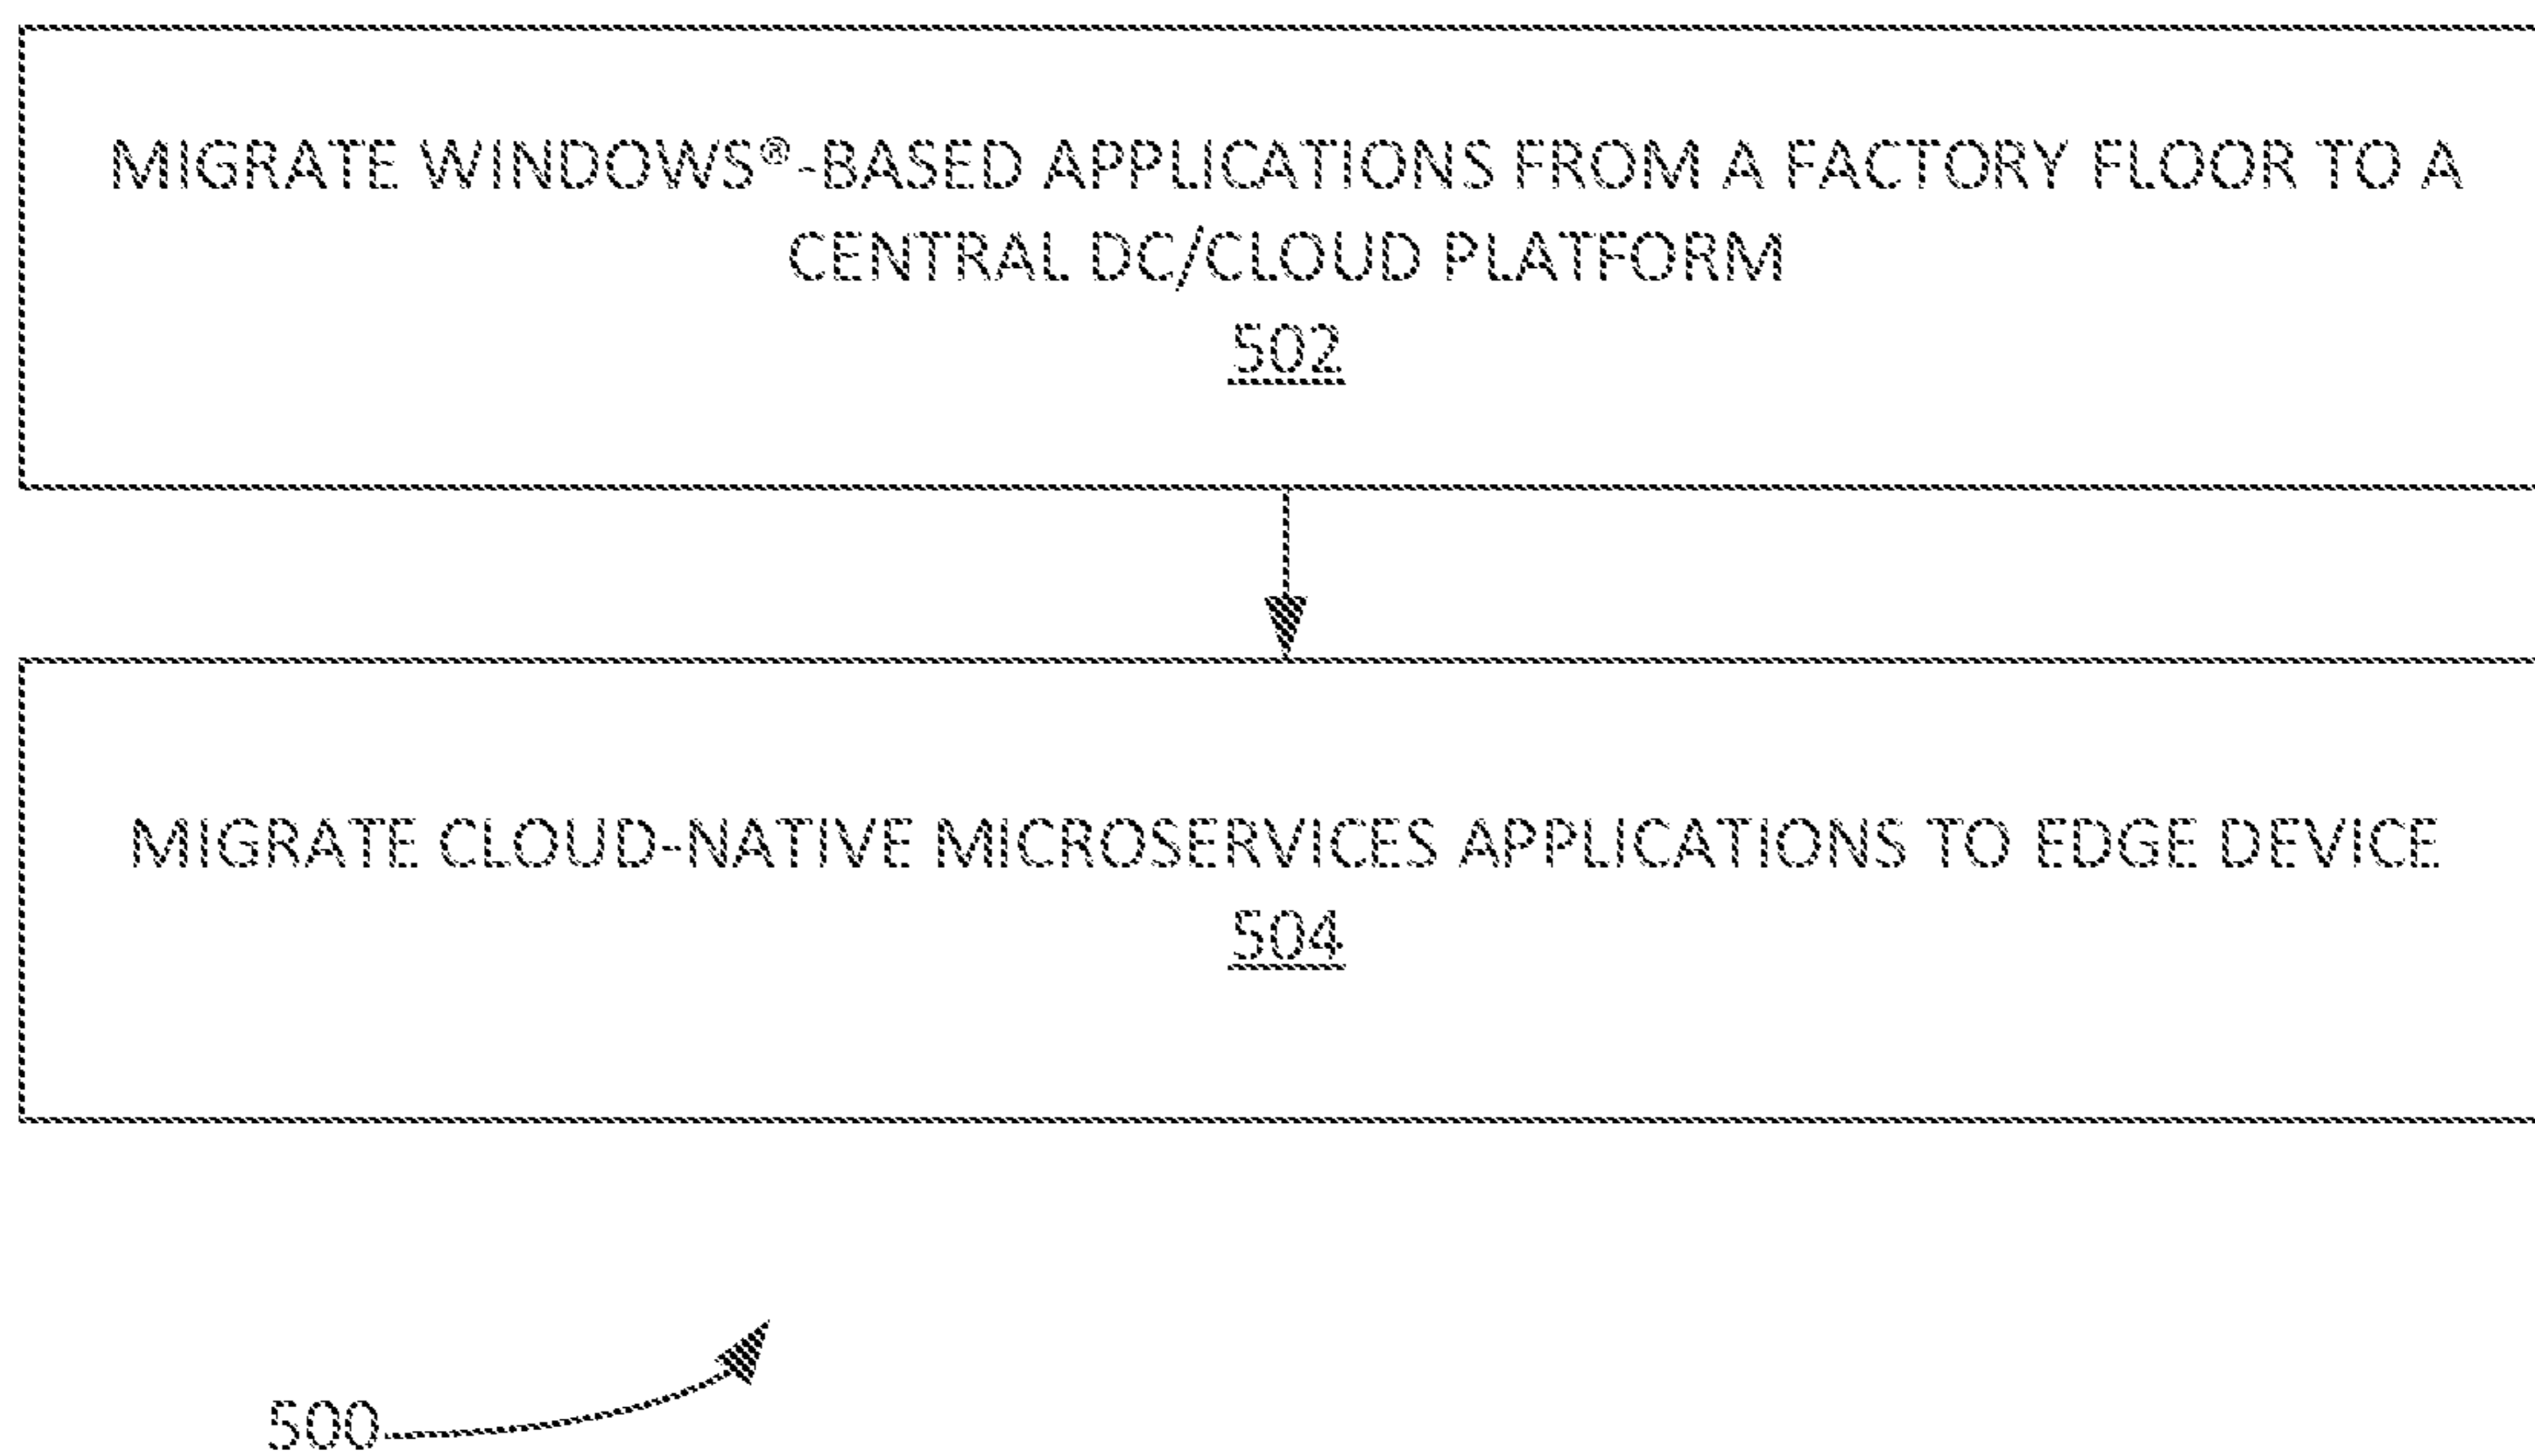 MIGRATE WINDOWS®-BASED APPLICATIONS FROM A FACTORY FLOOR TO A
CENTRAL DC/CLOUD PLATFORM
502
MIGRATE CLOUD-NATIVE MICROSERVICES APPLICATIONS TO EDGE DEVICE
504
500